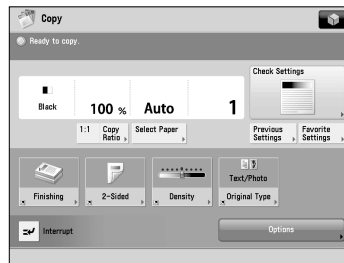 Copy
Ready to copy.
Check Settings
Black
100 %
Auto
1
1:1 Copy Ratio
Select Paper
Previous Settings
Favorite Settings
Text/Photo
Finishing
2-Sided
Density
Original Type
Interrupt
Options